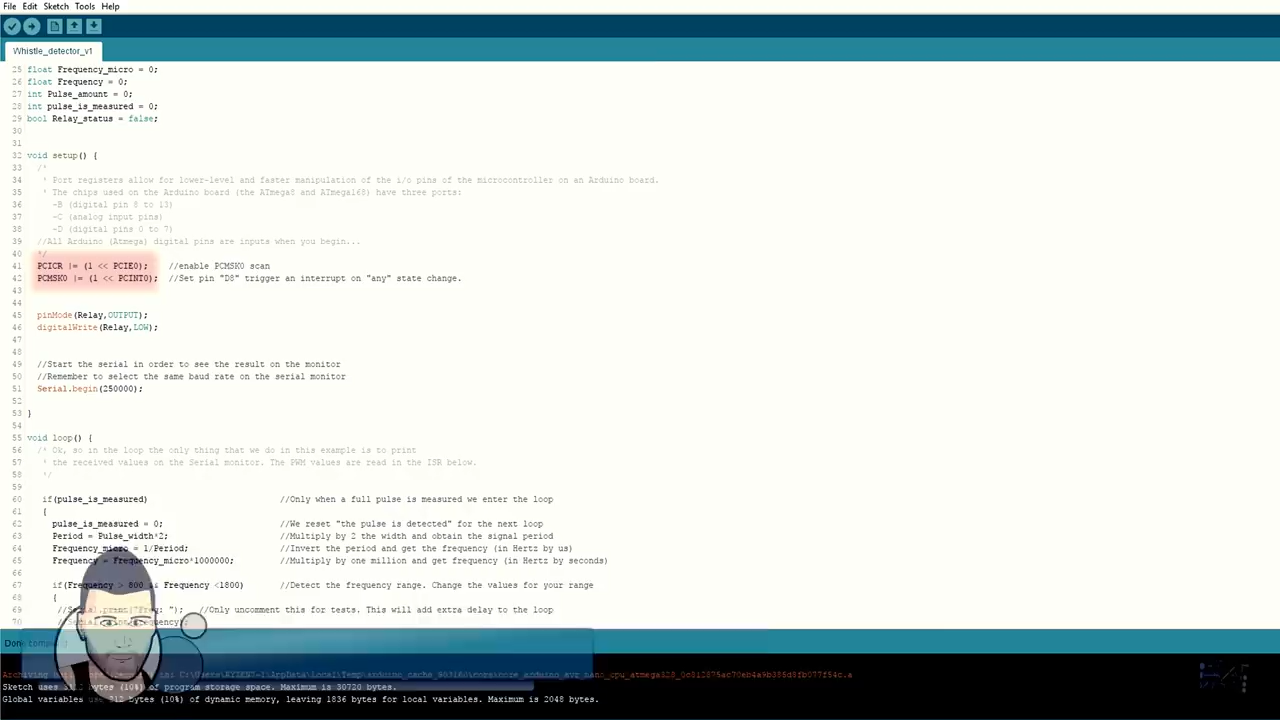 File Edit Sketch Tools Help
Whistle_detector_v1
25 float Frequency_micro = 0;
26 float Frequency = 0;
27 int Pulse_amount = 0;
28 int pulse_is_measured = 0;
29 bool Relay_status = false;
30
31
32 void setup() {
33 /*
34 * Port registers allow for lower-level and faster manipulation of the i/o pins of the microcontroller on an Arduino board.
35 * The chips used on the Arduino board (the ATmega8 and ATmega168) have three ports:
36 -B (digital pin 8 to 13)
37 -C (analog input pins)
38 -D (digital pins 0 to 7)
39 //All Arduino (Atmega) digital pins are inputs when you begin...
40 */
41 PCICR |= (1 << PCIE0); //enable PCMSK0 scan
42 PCMSK0 |= (1 << PCINT0); //Set pin "D8" trigger an interrupt on "any" state change.
43
44
45 pinMode(Relay,OUTPUT);
46 digitalWrite(Relay,LOW);
47
48
49 //Start the serial in order to see the result on the monitor
50 //Remember to select the same baud rate on the serial monitor
51 Serial.begin(250000);
52
53 }
54
55 void loop() {
56 /* Ok, so in the loop the only thing that we do in this example is to print
57 * the received values on the Serial monitor. The PWM values are read in the ISR below.
58 */
59
60 if(pulse_is_measured) //Only when a full pulse is measured we enter the loop
61 {
62 pulse_is_measured = 0; //We reset "the pulse is detected" for the next loop
63 Period = Pulse_width*2; //Multiply by 2 the width and obtain the signal period
64 Frequency_micro = 1/Period; //Invert the period and get the frequency (in Hertz by us)
65 Frequency = Frequency_micro*1000000; //Multiply by one million and get frequency (in Hertz by seconds)
66
67 if(Frequency > 800 && Frequency <1800) //Detect the frequency range. Change the values for your range
68 {
69 //Serial.print("Freq: "); //Only uncomment this for tests. This will add extra delay to the loop
70
Sketch uses bytes (10%) of program storage space. Maximum is 30720 bytes.
Global variables use 212 bytes (10%) of dynamic memory, leaving 1836 bytes for local variables. Maximum is 2048 bytes.